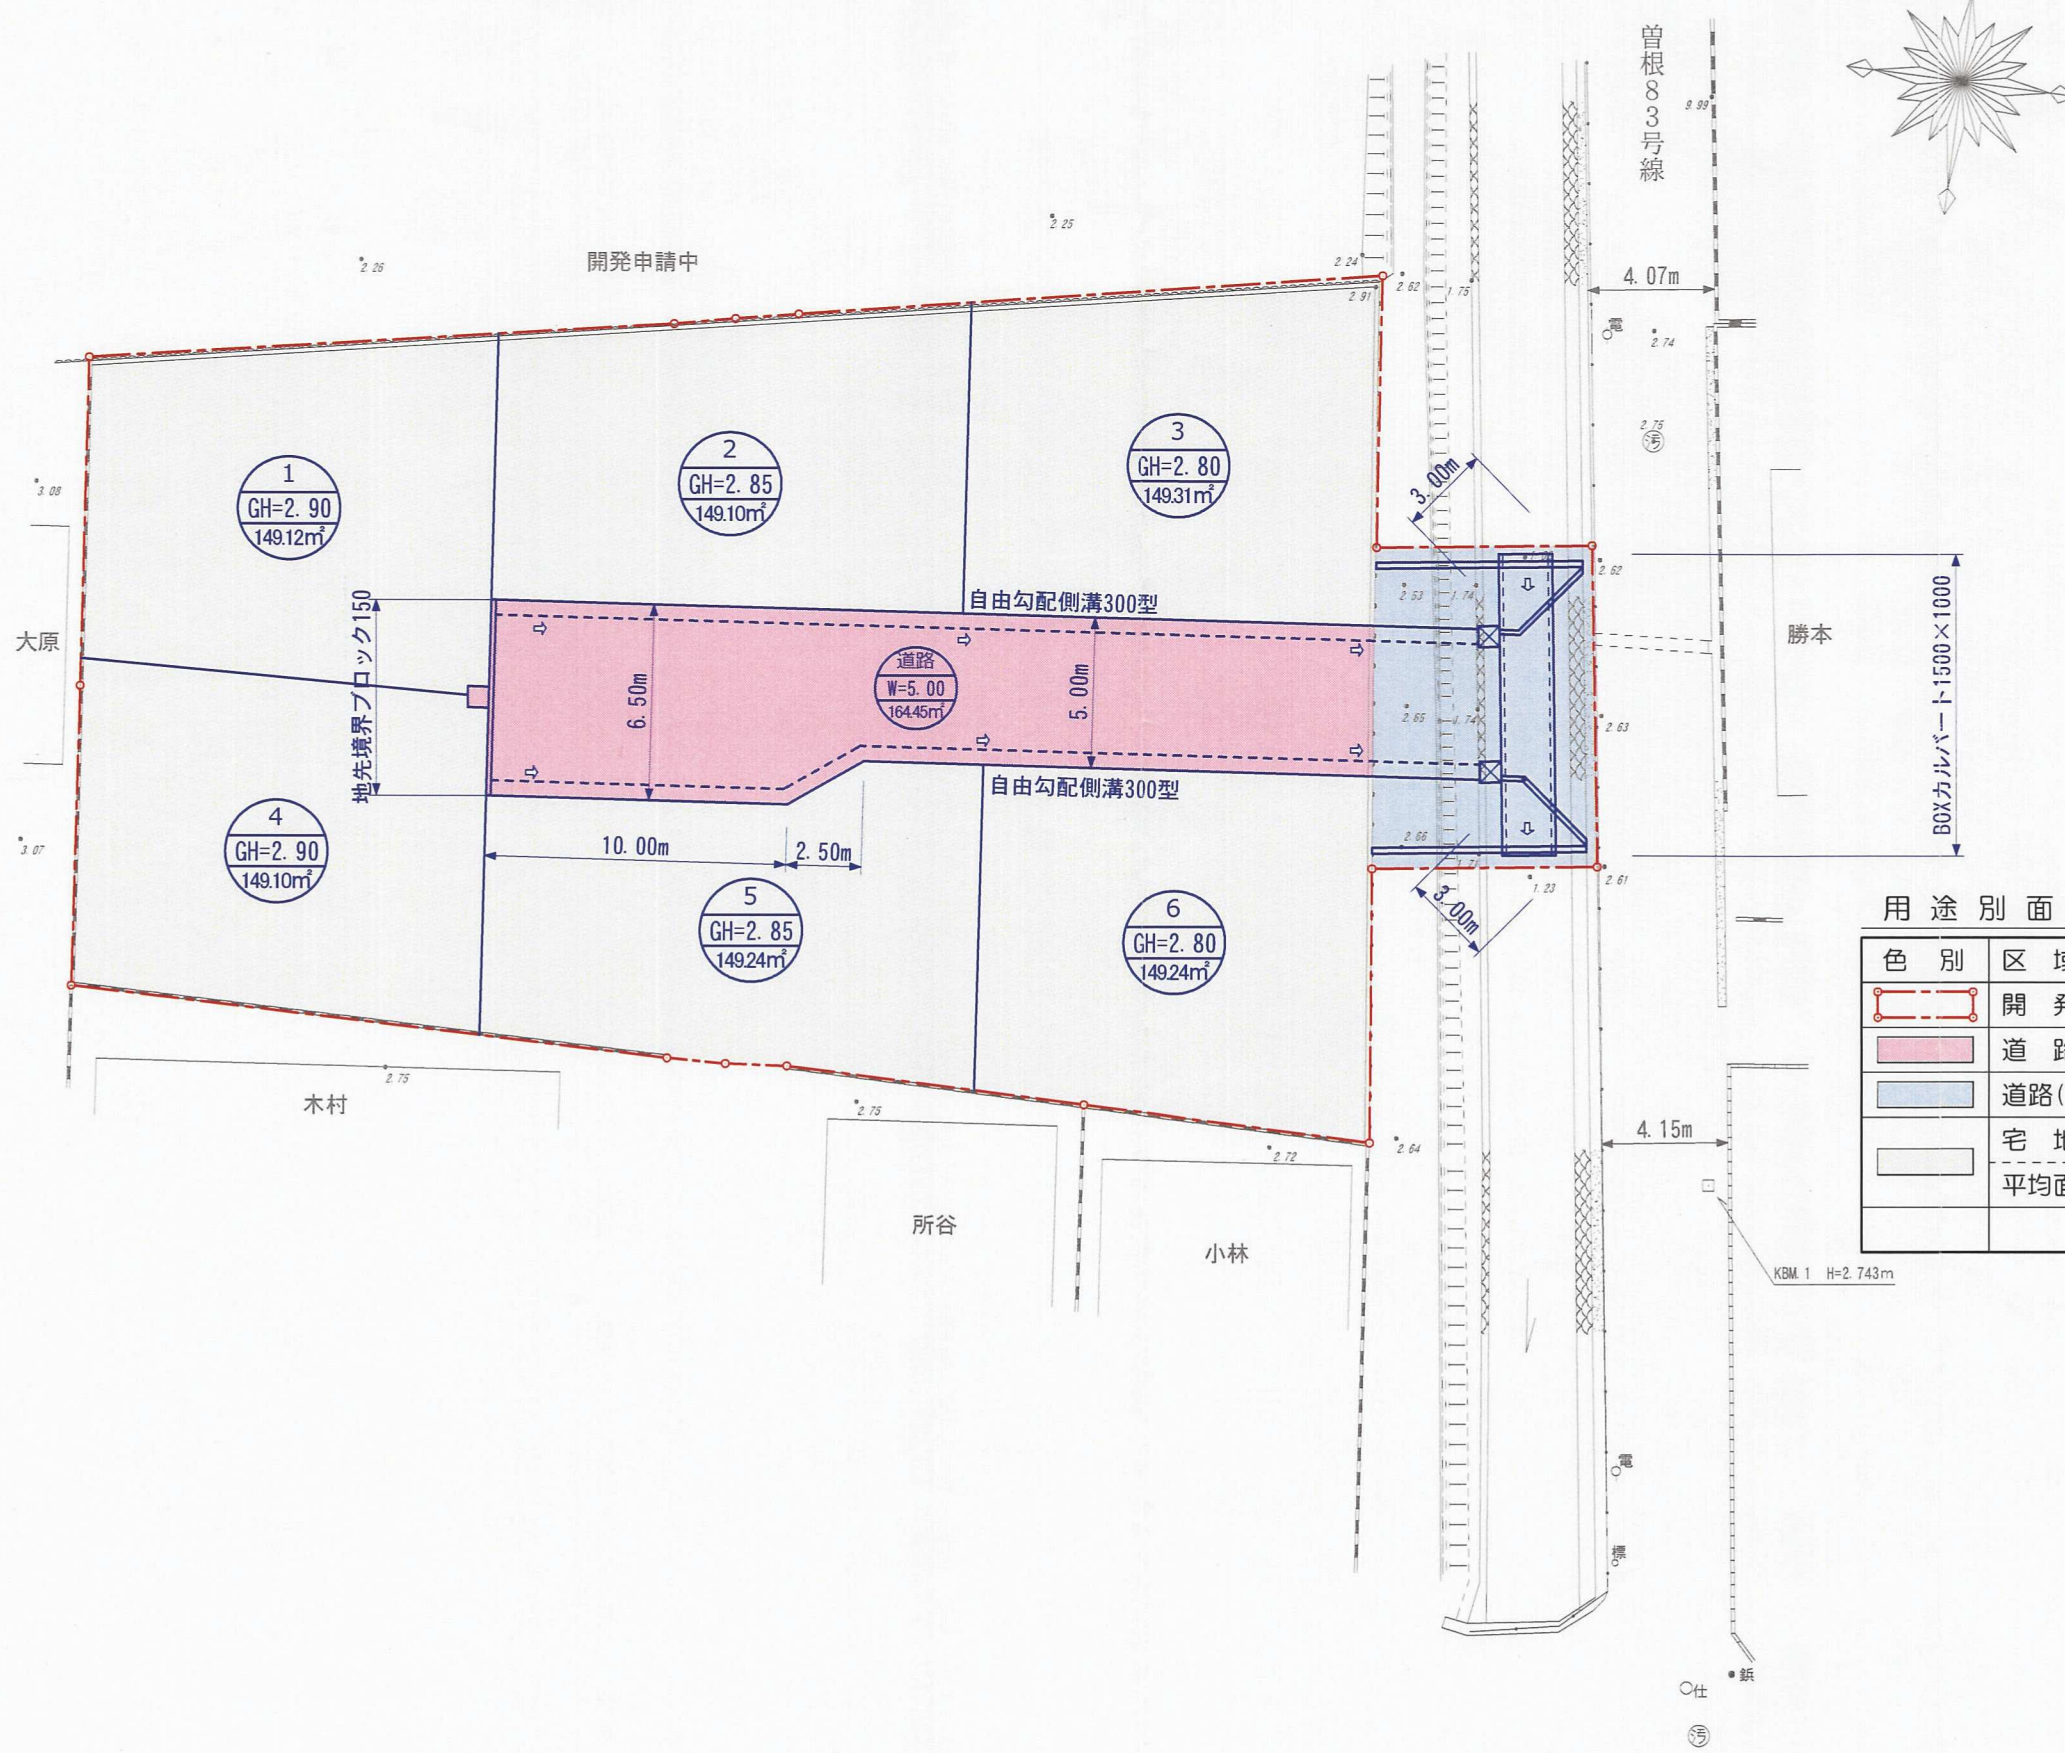 曽根83号線
9.99
2.25
2.26
開発申請中
2.24
2.62
1.75
2.91
4.07m
電
2.74
2.75
汚
3
GH=2.80
149.31㎡
2
GH=2.85
149.10㎡
1
GH=2.90
149.12㎡
3.08
3.00m
2.62
2.53
1.74
自由勾配側溝300型
地先境界ブロック150
大原
勝本
BOXカルバート1500×1000
道路
W=5.00
164.45㎡
6.50m
5.00m
2.65
1.74
2.63
自由勾配側溝300型
4
GH=2.90
149.10㎡
3.07
10.00m
2.50m
2.66
1.71
2.61
1.23
3.00m
5
GH=2.85
149.24㎡
6
GH=2.80
149.24㎡
用途別面
色別
区
開
道
道路(
宅
平均
2.75
木村
2.75
2.72
2.64
4.15m
所谷
小林
KBM.1 H=2.743m
電
標
鋲
仕
汚